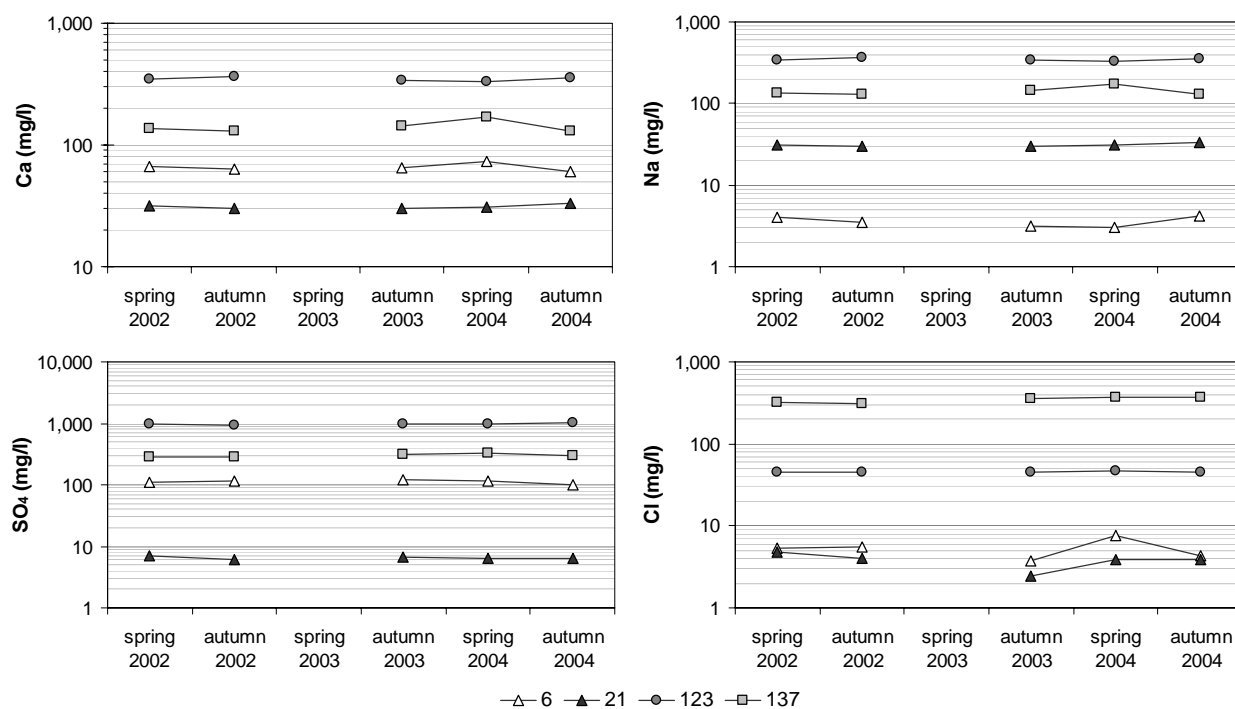 1,000
100
10
Ca (mg/l)
spring 2002
autumn 2002
spring 2003
autumn 2003
spring 2004
autumn 2004
1,000
100
10
1
Na (mg/l)
spring 2002
autumn 2002
spring 2003
autumn 2003
spring 2004
autumn 2004
10,000
1,000
100
10
1
SO₄ (mg/l)
spring 2002
autumn 2002
spring 2003
autumn 2003
spring 2004
autumn 2004
1,000
100
10
1
Cl (mg/l)
spring 2002
autumn 2002
spring 2003
autumn 2003
spring 2004
autumn 2004
6 21 123 137